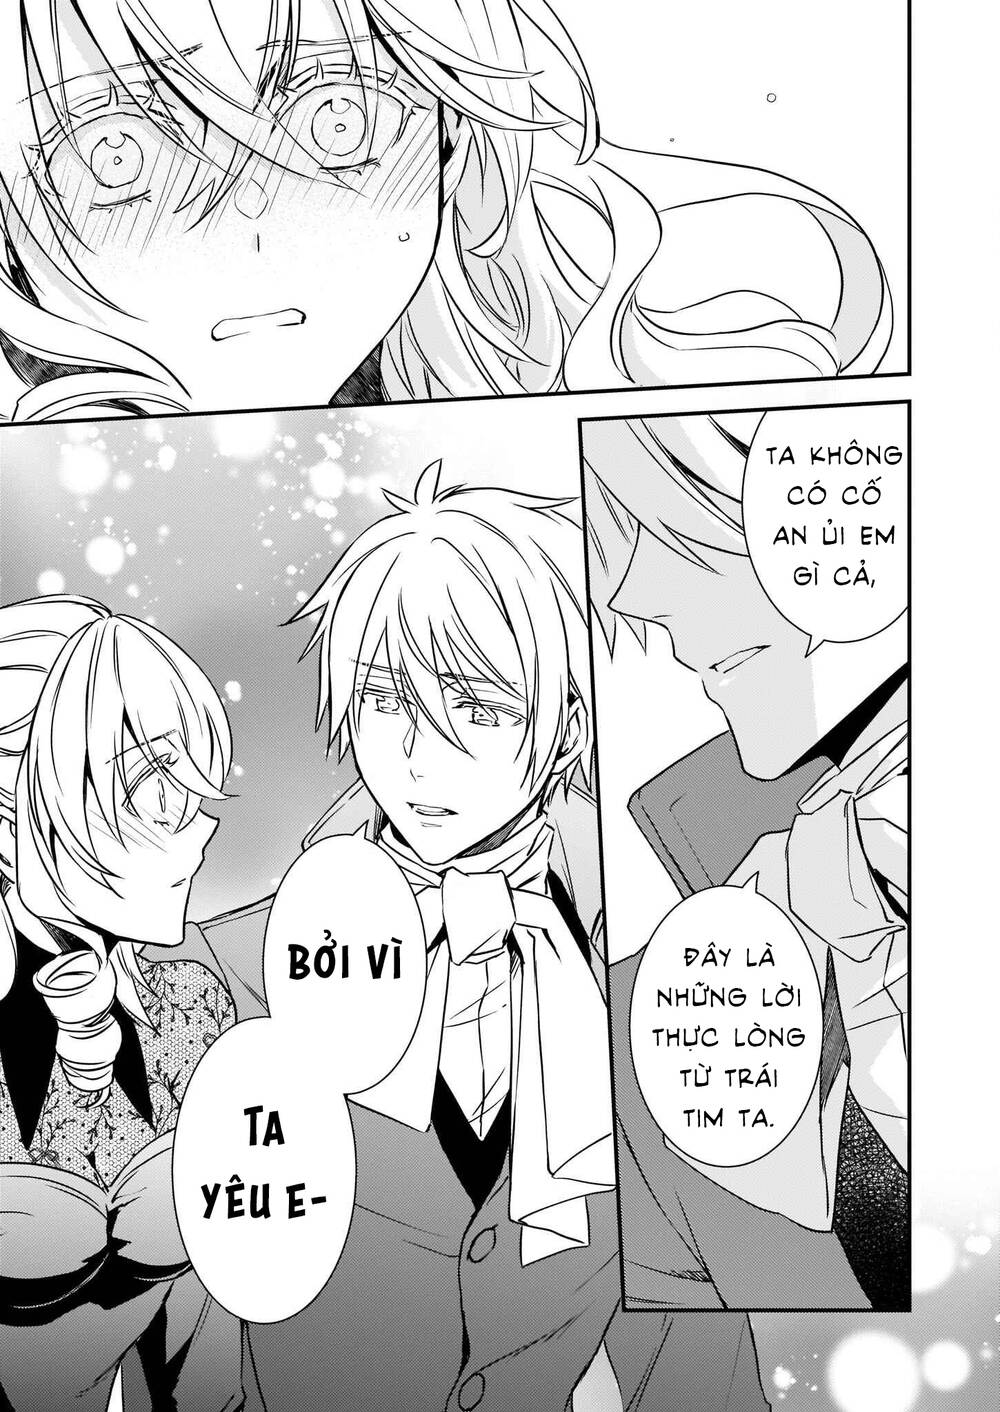 TA KHÔNG
CÓ CỐ
AN ỦI EM
GÌ CẢ,
ĐÂY LÀ
NHỮNG LỜI
THỰC LÒNG
TỪ TRÁI
TIM TA.
BỞI VÌ
TA
YÊU E-